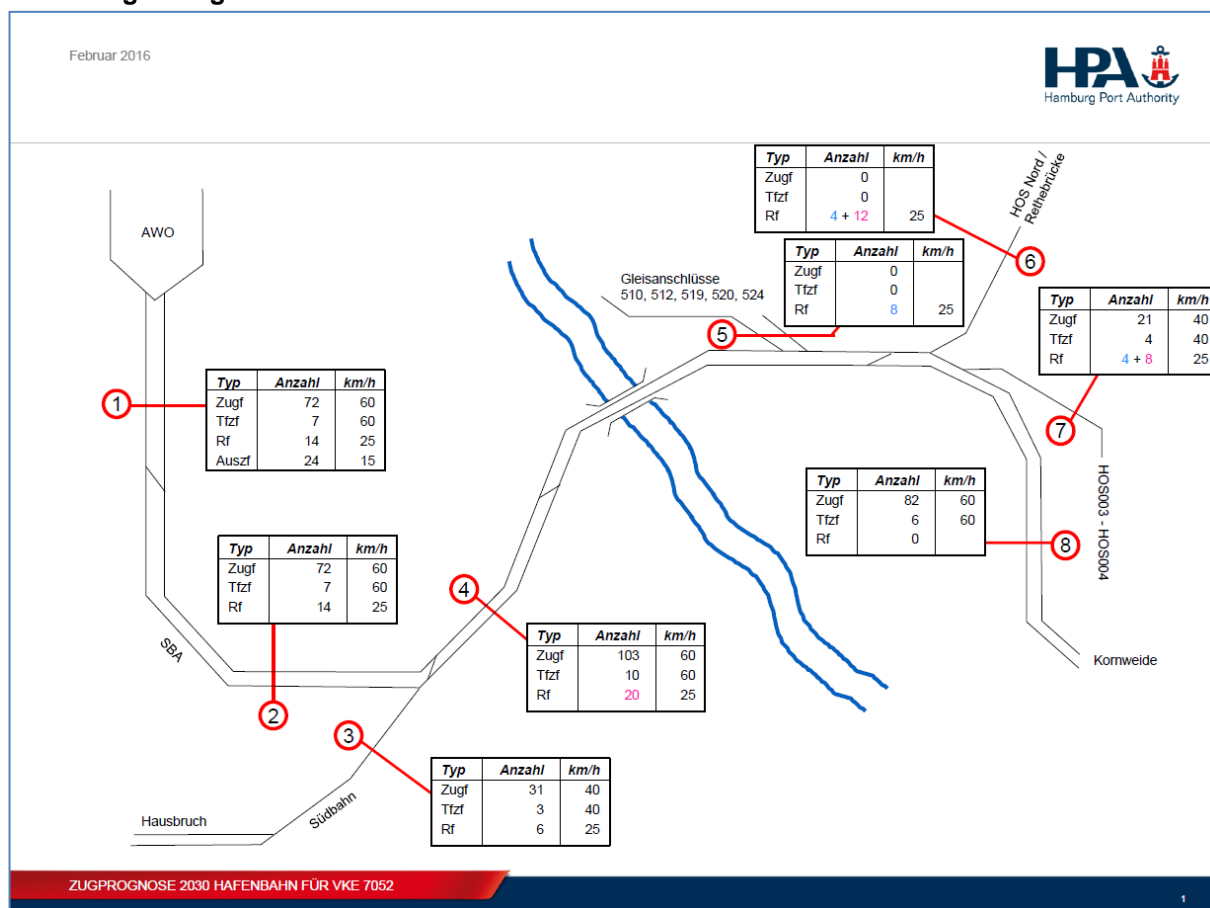 Februar 2016
HPA
Hamburg Port Authority
AWO
Gleisanschlüsse
510, 512, 519, 520, 524
HOS Nord /
Rethebrücke
Typ Anzahl km/h
Zugf 0
Tfzf 0
Rf 4 + 12 25
6
Typ Anzahl km/h
Zugf 0
Tfzf 0
Rf 8 25
5
Typ Anzahl km/h
Zugf 21 40
Tfzf 4 40
Rf 4 + 8 25
7
HOS003 - HOS004
1
Typ Anzahl km/h
Zugf 72 60
Tfzf 7 60
Rf 14 25
Auszf 24 15
Typ Anzahl km/h
Zugf 82 60
Tfzf 6 60
Rf 0
8
Kornweide
Typ Anzahl km/h
Zugf 72 60
Tfzf 7 60
Rf 14 25
2
SBA
4
Typ Anzahl km/h
Zugf 103 60
Tfzf 10 60
Rf 20 25
3
Typ Anzahl km/h
Zugf 31 40
Tfzf 3 40
Rf 6 25
Hausbruch
Südbahn
ZUGPROGNOSE 2030 HAFENBAHN FÜR VKE 7052
1